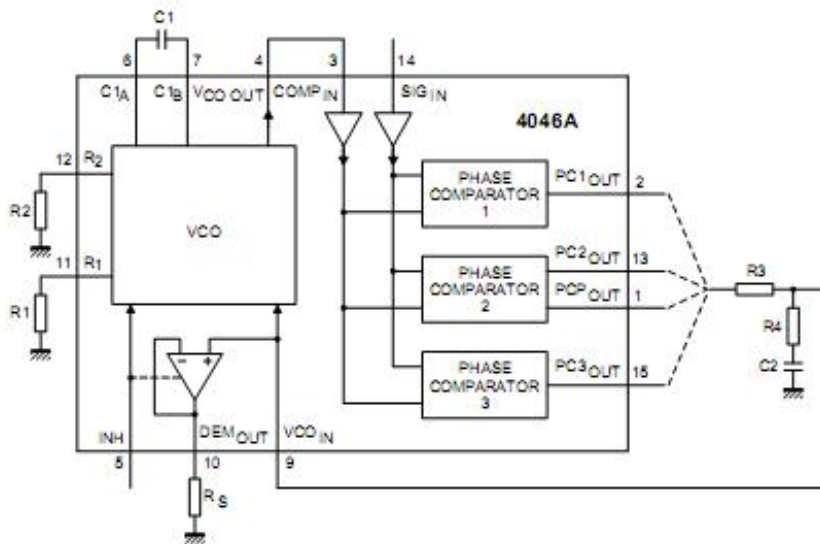 C1
6 7 4 3 14
C1A C1B VCO OUT COMPIN SIGIN
4046A
12 R2
R2
VCO
11 R1
R1
PHASE COMPARATOR 1
PC1OUT 2
PHASE COMPARATOR 2
PC2OUT 13
PCPOUT 1
PHASE COMPARATOR 3
PC3OUT 15
R3
R4
C2
− +
INH DEMOUT VCOIN
5 10 9
RS